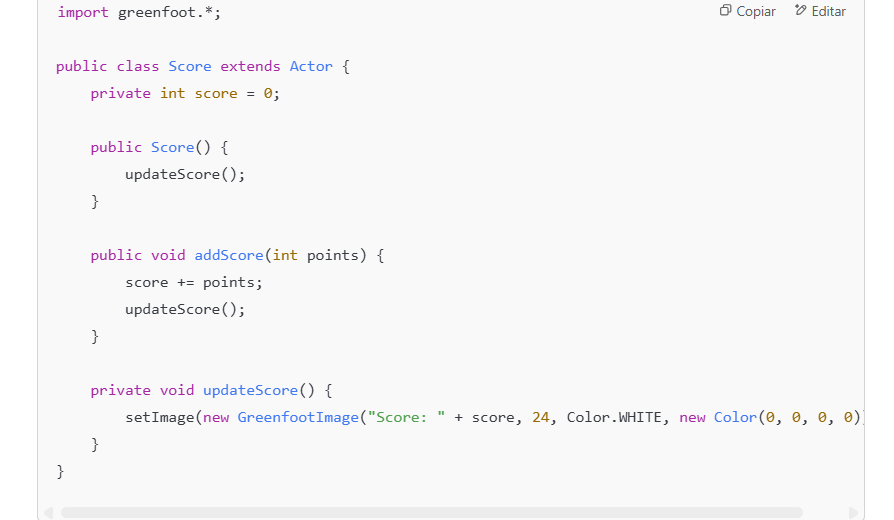 import greenfoot.*;
Copiar
Editar
public class Score extends Actor {
private int score = 0;
public Score() {
updateScore();
}
public void addScore(int points) {
score += points;
updateScore();
}
private void updateScore() {
setImage(new GreenfootImage("Score: " + score, 24, Color.WHITE, new Color(0, 0, 0, 0)
}
}